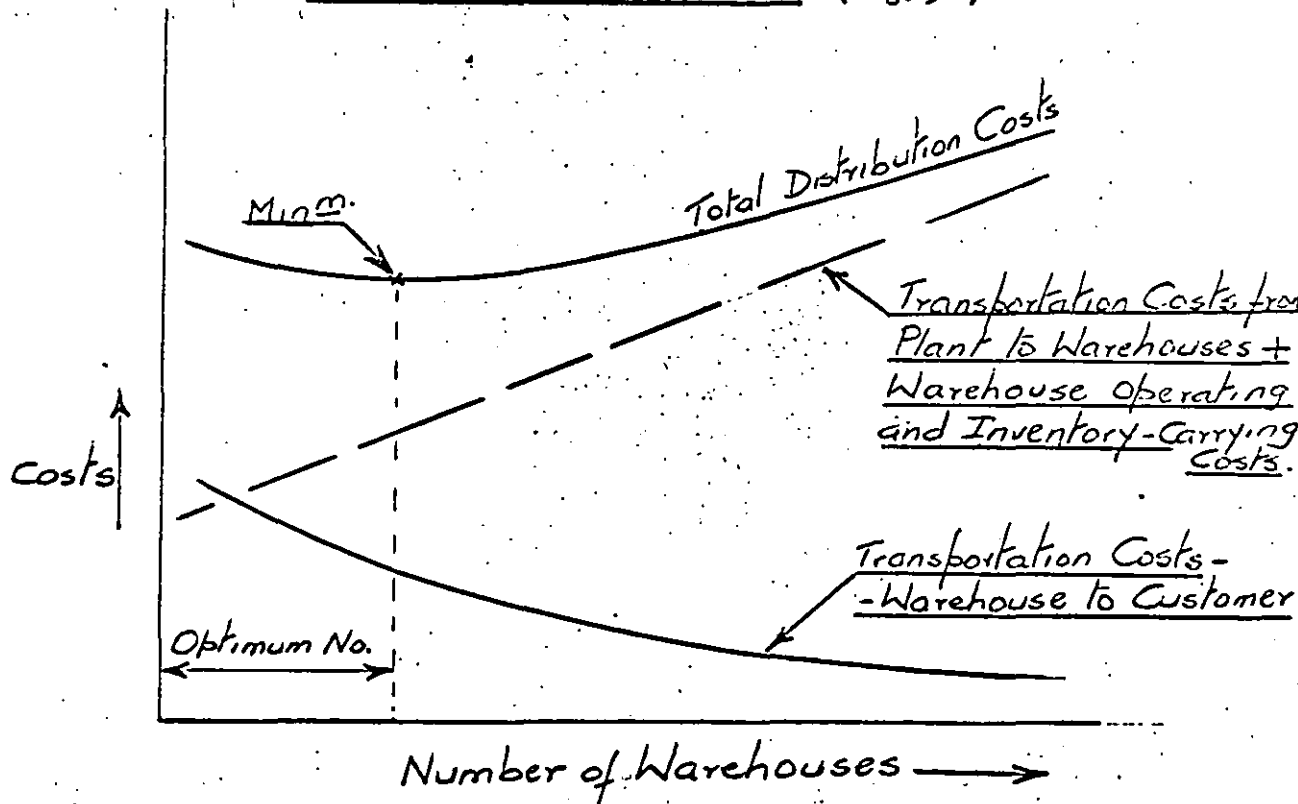 Total Distribution Costs
Minm.
Transportation Costs from
Plant to Warehouses +
Warehouse Operating
and Inventory-Carrying
Costs.
Costs
Transportation Costs -
- Warehouse to Customer
Optimum No.
Number of Warehouses